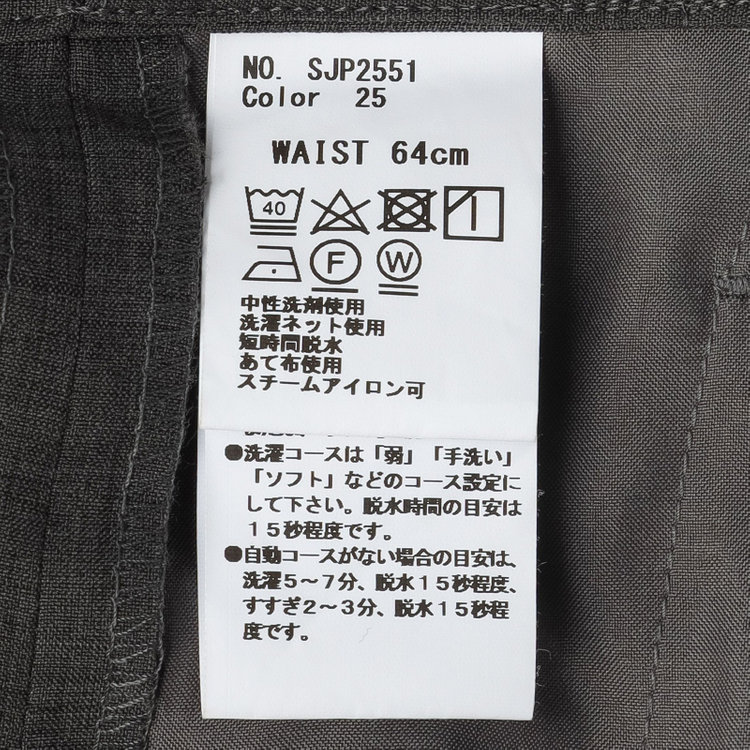 NO. SJP2551
Color 25
WAIST 64cm
40
F W
中性洗剤使用
洗濯ネット使用
短時間脱水
あて布使用
スチームアイロン可
●洗濯コースは「弱」「手洗い」
「ソフト」などのコース設定に
して下さい。脱水時間の目安は
15秒程度です。
●自動コースがない場合の目安は、
洗濯5〜7分、脱水15秒程度、
すすぎ2〜3分、脱水15秒程
度です。